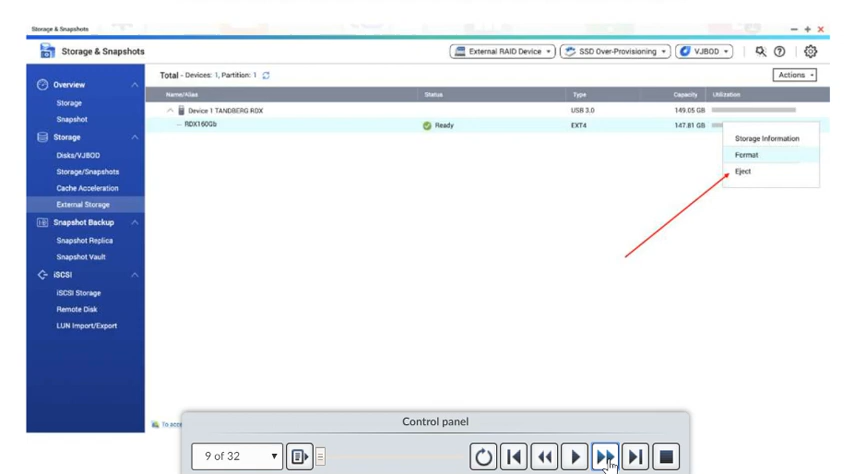 Storage & Snapshots
Storage & Snapshots
External RAID Device
SSD Over-Provisioning
VJBOD
Total - Devices: 1, Partition: 1
Actions
Name/Alias Status Type Capacity Utilization
Device 1 TANDBERG RDX USB 3.0 149.05 GB
RDX160Gb Ready EXT4 147.81 GB
Storage Information
Format
Eject
Overview
Storage
Snapshot
Storage
Disks/VJBOD
Storage/Snapshots
Cache Acceleration
External Storage
Snapshot Backup
Snapshot Replica
Snapshot Vault
iSCSI
iSCSI Storage
Remote Disk
LUN Import/Export
To acce
Control panel
9 of 32